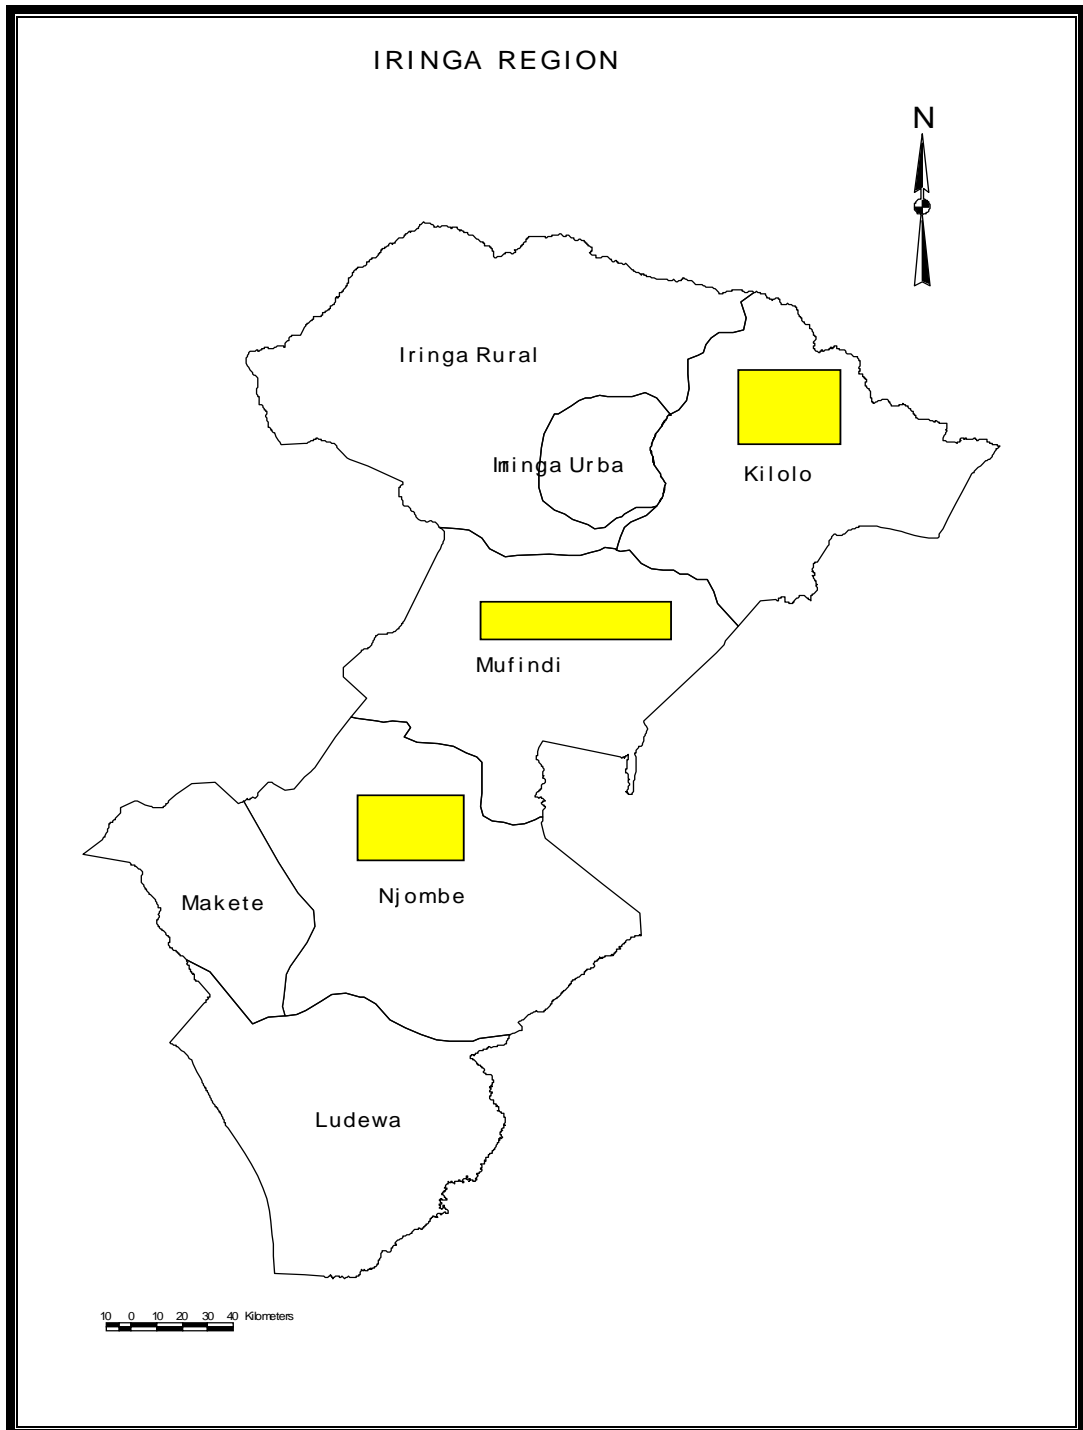 IRINGA REGION
N
Iringa Rural
Iringa Urba
Kilolo
Mufindi
Njombe
Makete
Ludewa
10 0 10 20 30 40 Kilometers